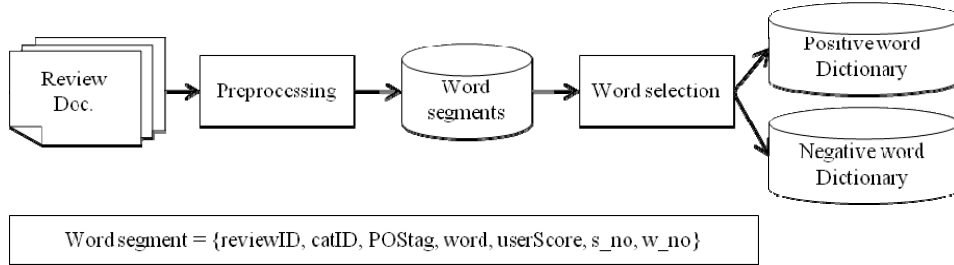 Review
Doc.
Preprocessing
Word
segments
Word selection
Positive word
Dictionary
Negative word
Dictionary
Word segment = {reviewID, catID, POStag, word, userScore, s_no, w_no}